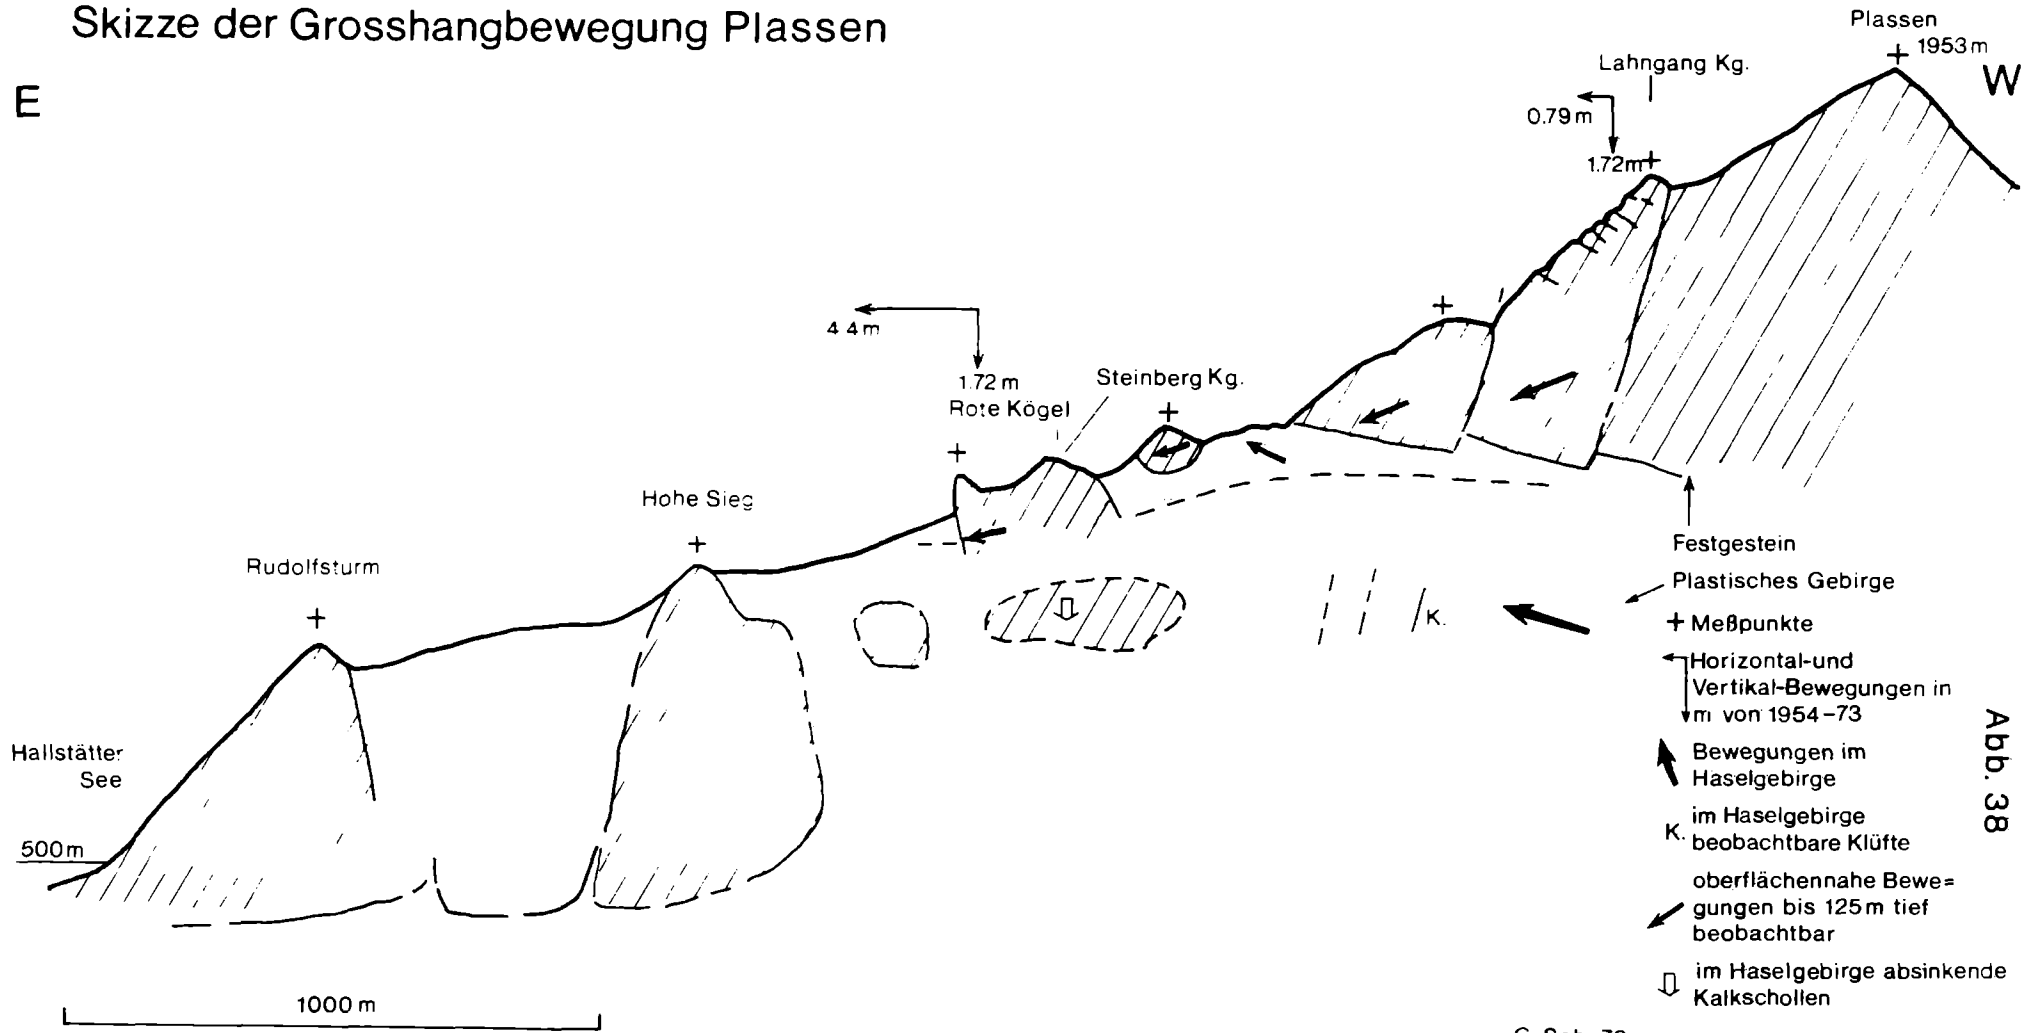 Skizze der Grosshangbewegung Plassen
E
W
Plassen
1953m
Lahngang Kg.
0.79m
1.72m
4 4m
1.72 m
Rote Kögel
Steinberg Kg.
Hohe Sieg
Rudolfsturm
Hallstätter
See
500m
1000 m
K.
Festgestein
Plastisches Gebirge
+ Meßpunkte
Horizontal-und
Vertikal-Bewegungen in
m von 1954-73
Bewegungen im
Haselgebirge
K. im Haselgebirge
beobachtbare Klüfte
oberflächennahe Bewe=
gungen bis 125m tief
beobachtbar
im Haselgebirge absinkende
Kalkschollen
Abb. 38